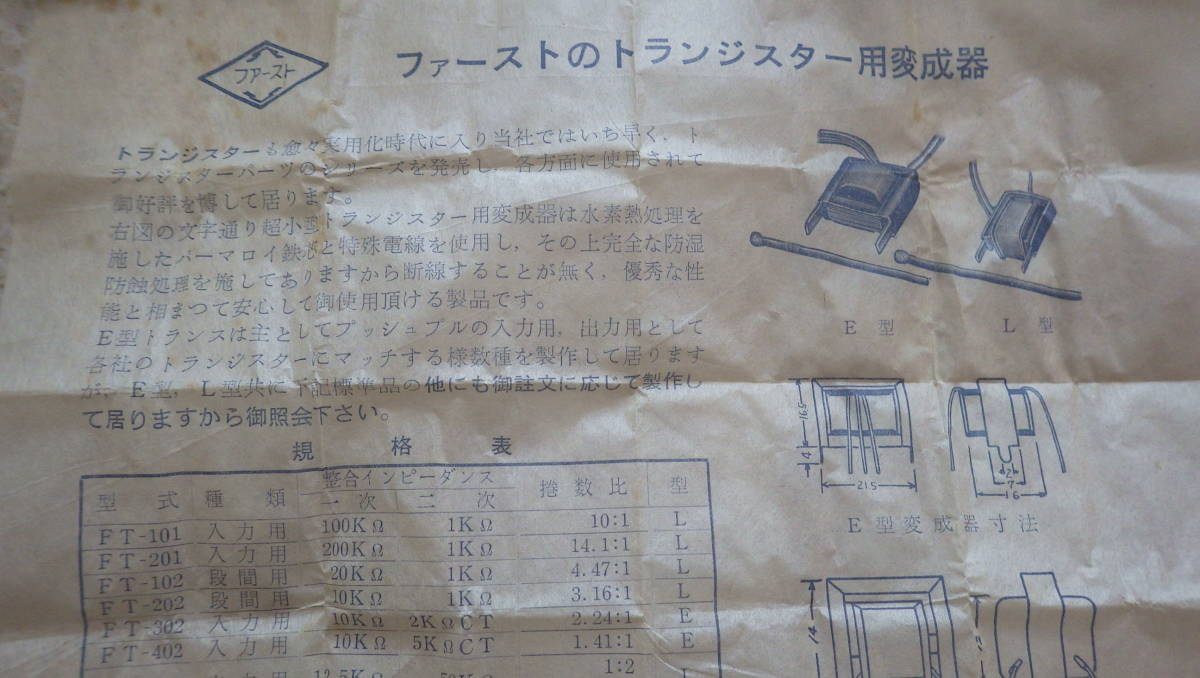 ファースト
ファーストのトランジスター用変成器
トランジスターも愈々実用化時代に入り当社ではいち早く，ト
ランジスターパーツのシリーズを発売し，各方面に使用されて
御好評を博して居ります。
右図の文字通り超小型トランジスター用変成器は水素熱処理を
施したパーマロイ鉄芯と特殊電線を使用し，その上完全な防湿
防蝕処理を施してありますから断線することが無く，優秀な性
能と相まつて安心して御使用頂ける製品です。
E型トランスは主としてプッシュプルの入力用，出力用として
各社のトランジスターにマッチする様数種を製作して居ります
が，E型，L型共に下記標準品の他にも御註文に応じて製作し
て居りますから御照会下さい。
E型 L型
16.5
4
21.5
2
7
16
E型変成器寸法
14
規格表
型式 種類 整合インピーダンス 捲数比 型
一次 二次
FT-101 入力用 100KΩ 1KΩ 10:1 L
FT-201 入力用 200KΩ 1KΩ 14.1:1 L
FT-102 段間用 20KΩ 1KΩ 4.47:1 L
FT-202 段間用 10KΩ 1KΩ 3.16:1 L
FT-302 入力用 10KΩ 2KΩCT 2.24:1 E
FT-402 入力用 10KΩ 5KΩCT 1.41:1 E
1:2